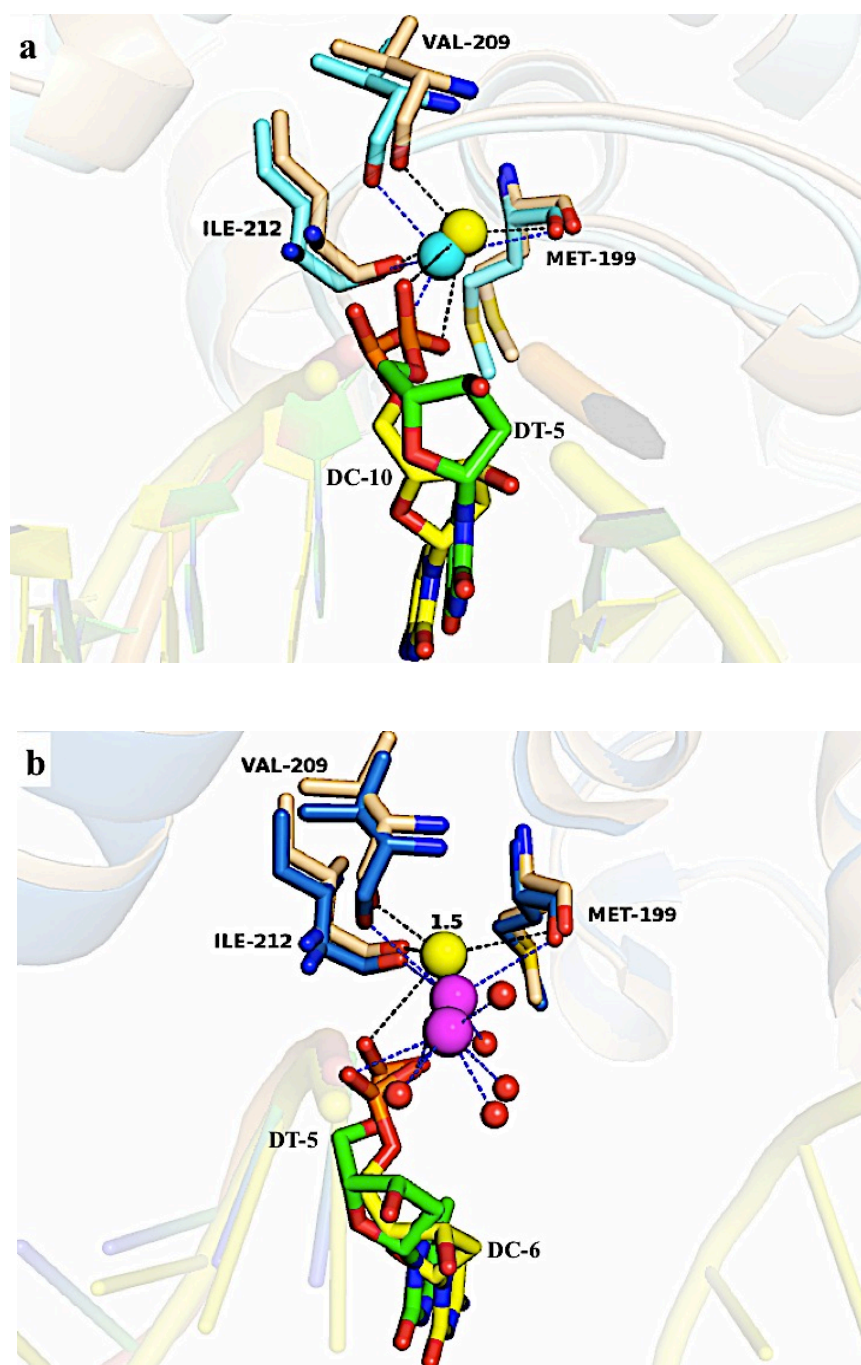 a
VAL-209
ILE-212
MET-199
DT-5
DC-10
b
VAL-209
1.5
MET-199
ILE-212
DT-5
DC-6